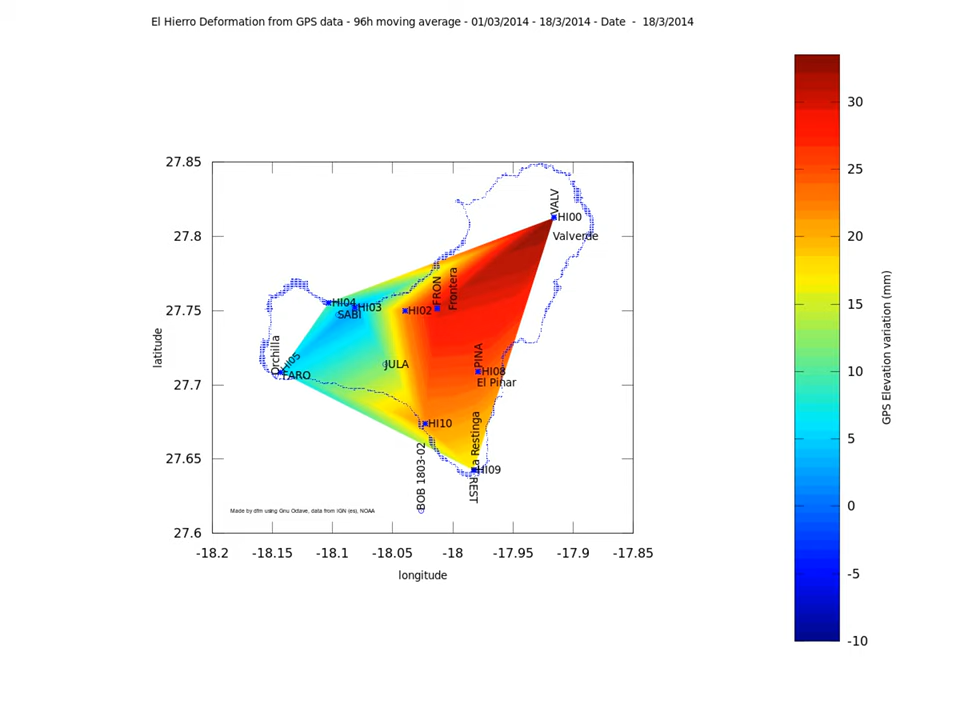 El Hierro Deformation from GPS data - 96h moving average - 01/03/2014 - 18/3/2014 - Date - 18/3/2014
27.85
27.8
27.75
27.7
27.65
27.6
latitude
-18.2
-18.15
-18.1
-18.05
-18
-17.95
-17.9
-17.85
longitude
VALV
HI00
Valverde
FRON
Frontera
HI04
HI03
SABI
HI02
Orchilla
HI05
FARO
JULA
PINA
HI08
El Pinar
HI10
La Restinga
HI09
REST
BOB 1803-02
Made by dfm using Gnu Octave, data from IGN (es), NOAA
30
25
20
15
10
5
0
-5
-10
GPS Elevation variation (mm)